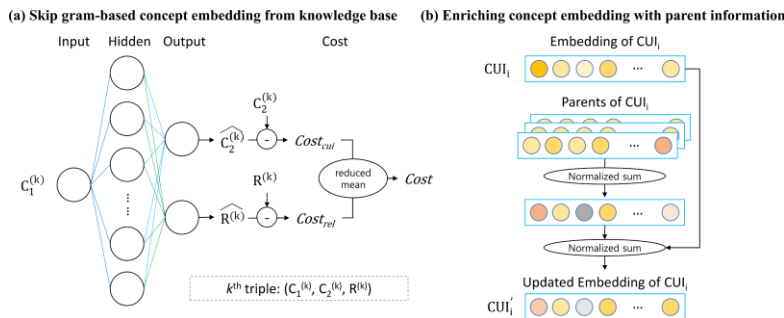 (a) Skip gram-based concept embedding from knowledge base
Input Hidden Output Cost
C₁⁽ᵏ⁾
C₂⁽ᵏ⁾
Ĉ₂⁽ᵏ⁾ - Cost_cui
R⁽ᵏ⁾
R̂⁽ᵏ⁾ - Cost_rel
reduced
mean
Cost
kᵗʰ triple: (C₁⁽ᵏ⁾, C₂⁽ᵏ⁾, R⁽ᵏ⁾)
(b) Enriching concept embedding with parent information
Embedding of CUIᵢ
CUIᵢ ...
Parents of CUIᵢ
...
Normalized sum
...
Normalized sum
Updated Embedding of CUIᵢ
CUIᵢ′ ...